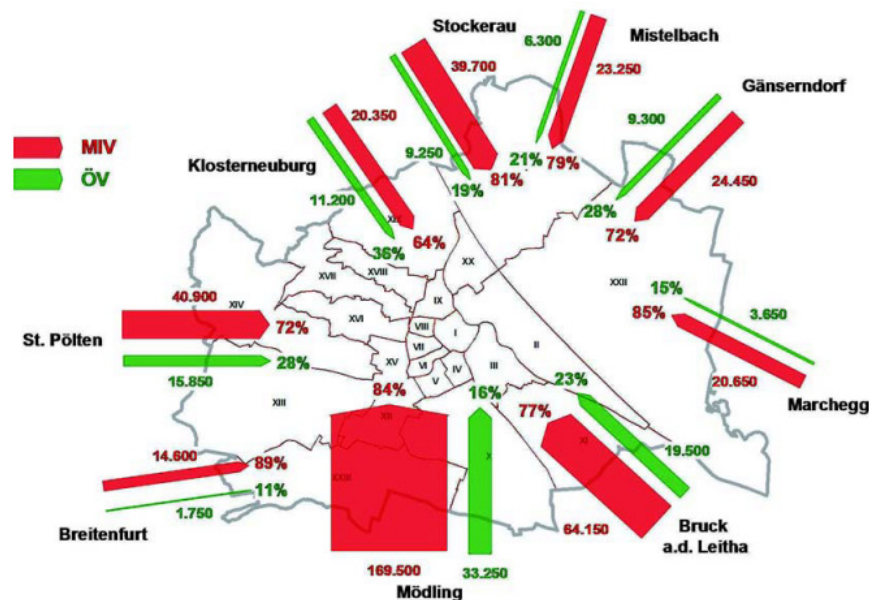 Stockerau
39.700
9.250
19%
81%
6.300
Mistelbach
23.250
21%
79%
Gänserndorf
9.300
24.450
28%
72%
MIV
ÖV
Klosterneuburg
20.350
11.200
36%
64%
XIX
XX
XXII
XVII
XVIII
IX
XIV
XVI
VIII
I
VII
II
XV
VI
IV
V
III
XIII
XII
XXIII
X
XI
15%
85%
3.650
20.650
Marchegg
40.900
St. Pölten
72%
28%
15.850
84%
16%
77%
23%
19.500
64.150
Bruck
a.d. Leitha
14.600
89%
11%
1.750
Breitenfurt
169.500
33.250
Mödling